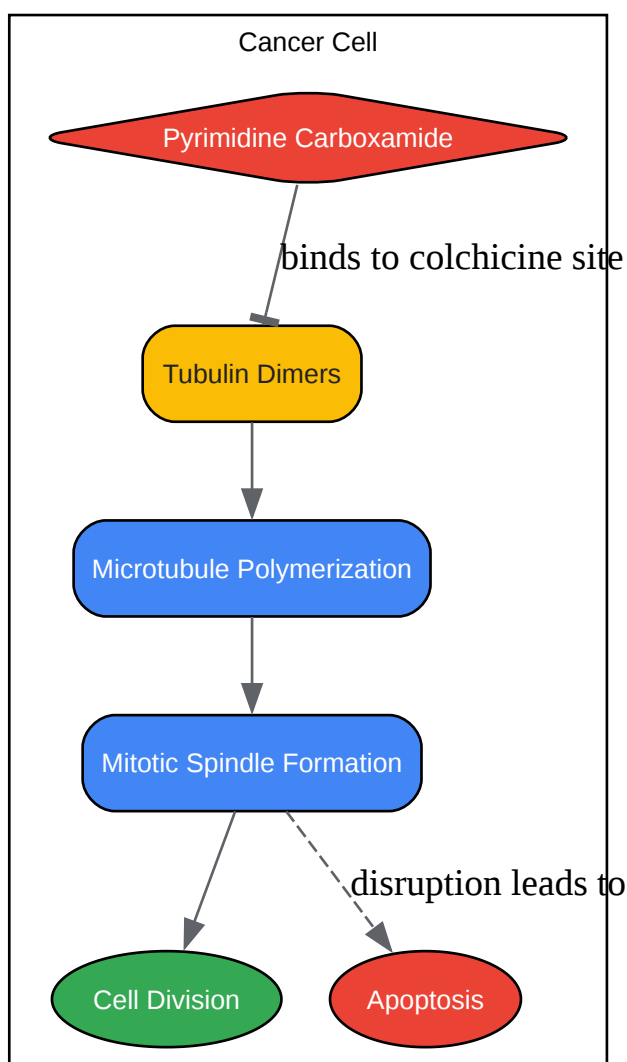 Cancer Cell
Pyrimidine Carboxamide
binds to colchicine site
Tubulin Dimers
Microtubule Polymerization
Mitotic Spindle Formation
disruption leads to
Cell Division
Apoptosis